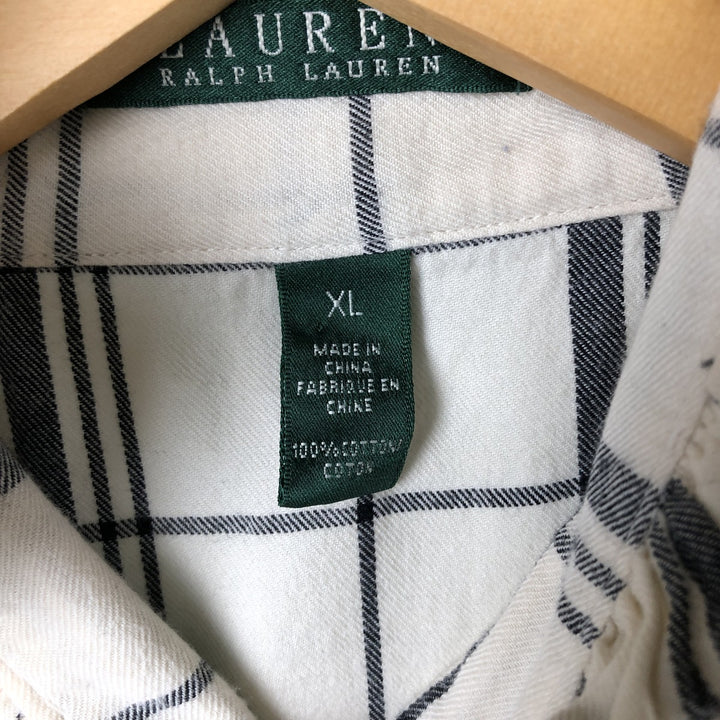 LAUREN
RALPH LAUREN
XL
MADE IN
CHINA
FABRIQUE EN
CHINE
100% COTTON/
COTON